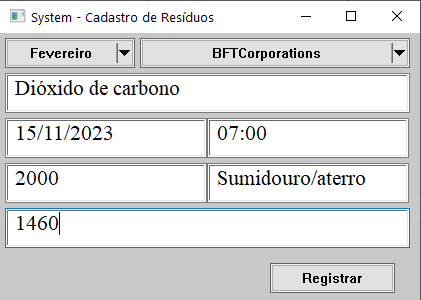 System - Cadastro de Resíduos
Fevereiro BFTCorporations
Dióxido de carbono
15/11/2023 07:00
2000 Sumidouro/aterro
1460
Registrar